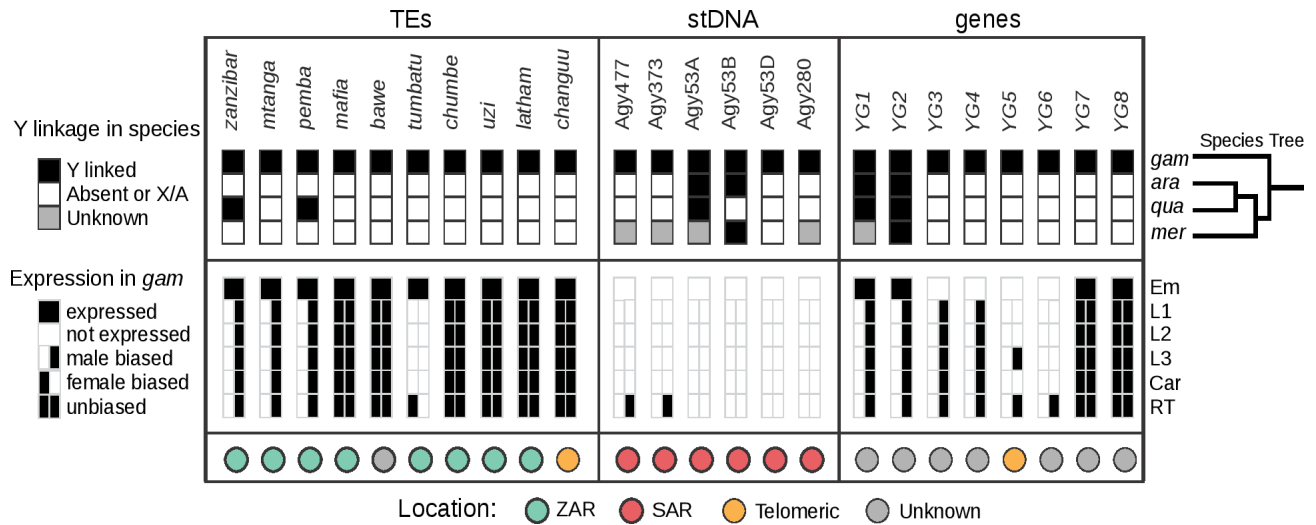 TEs stDNA genes
zanzibar mtanga pemba mafia bawe tumbatu chumbe uzi latham changuu Agy477 Agy373 Agy53A Agy53B Agy53D Agy280 YG1 YG2 YG3 YG4 YG5 YG6 YG7 YG8
Y linkage in species
Y linked
Absent or X/A
Unknown
Species Tree
gam
ara
qua
mer
Expression in gam
expressed
not expressed
male biased
female biased
unbiased
Em
L1
L2
L3
Car
RT
Location: ZAR SAR Telomeric Unknown